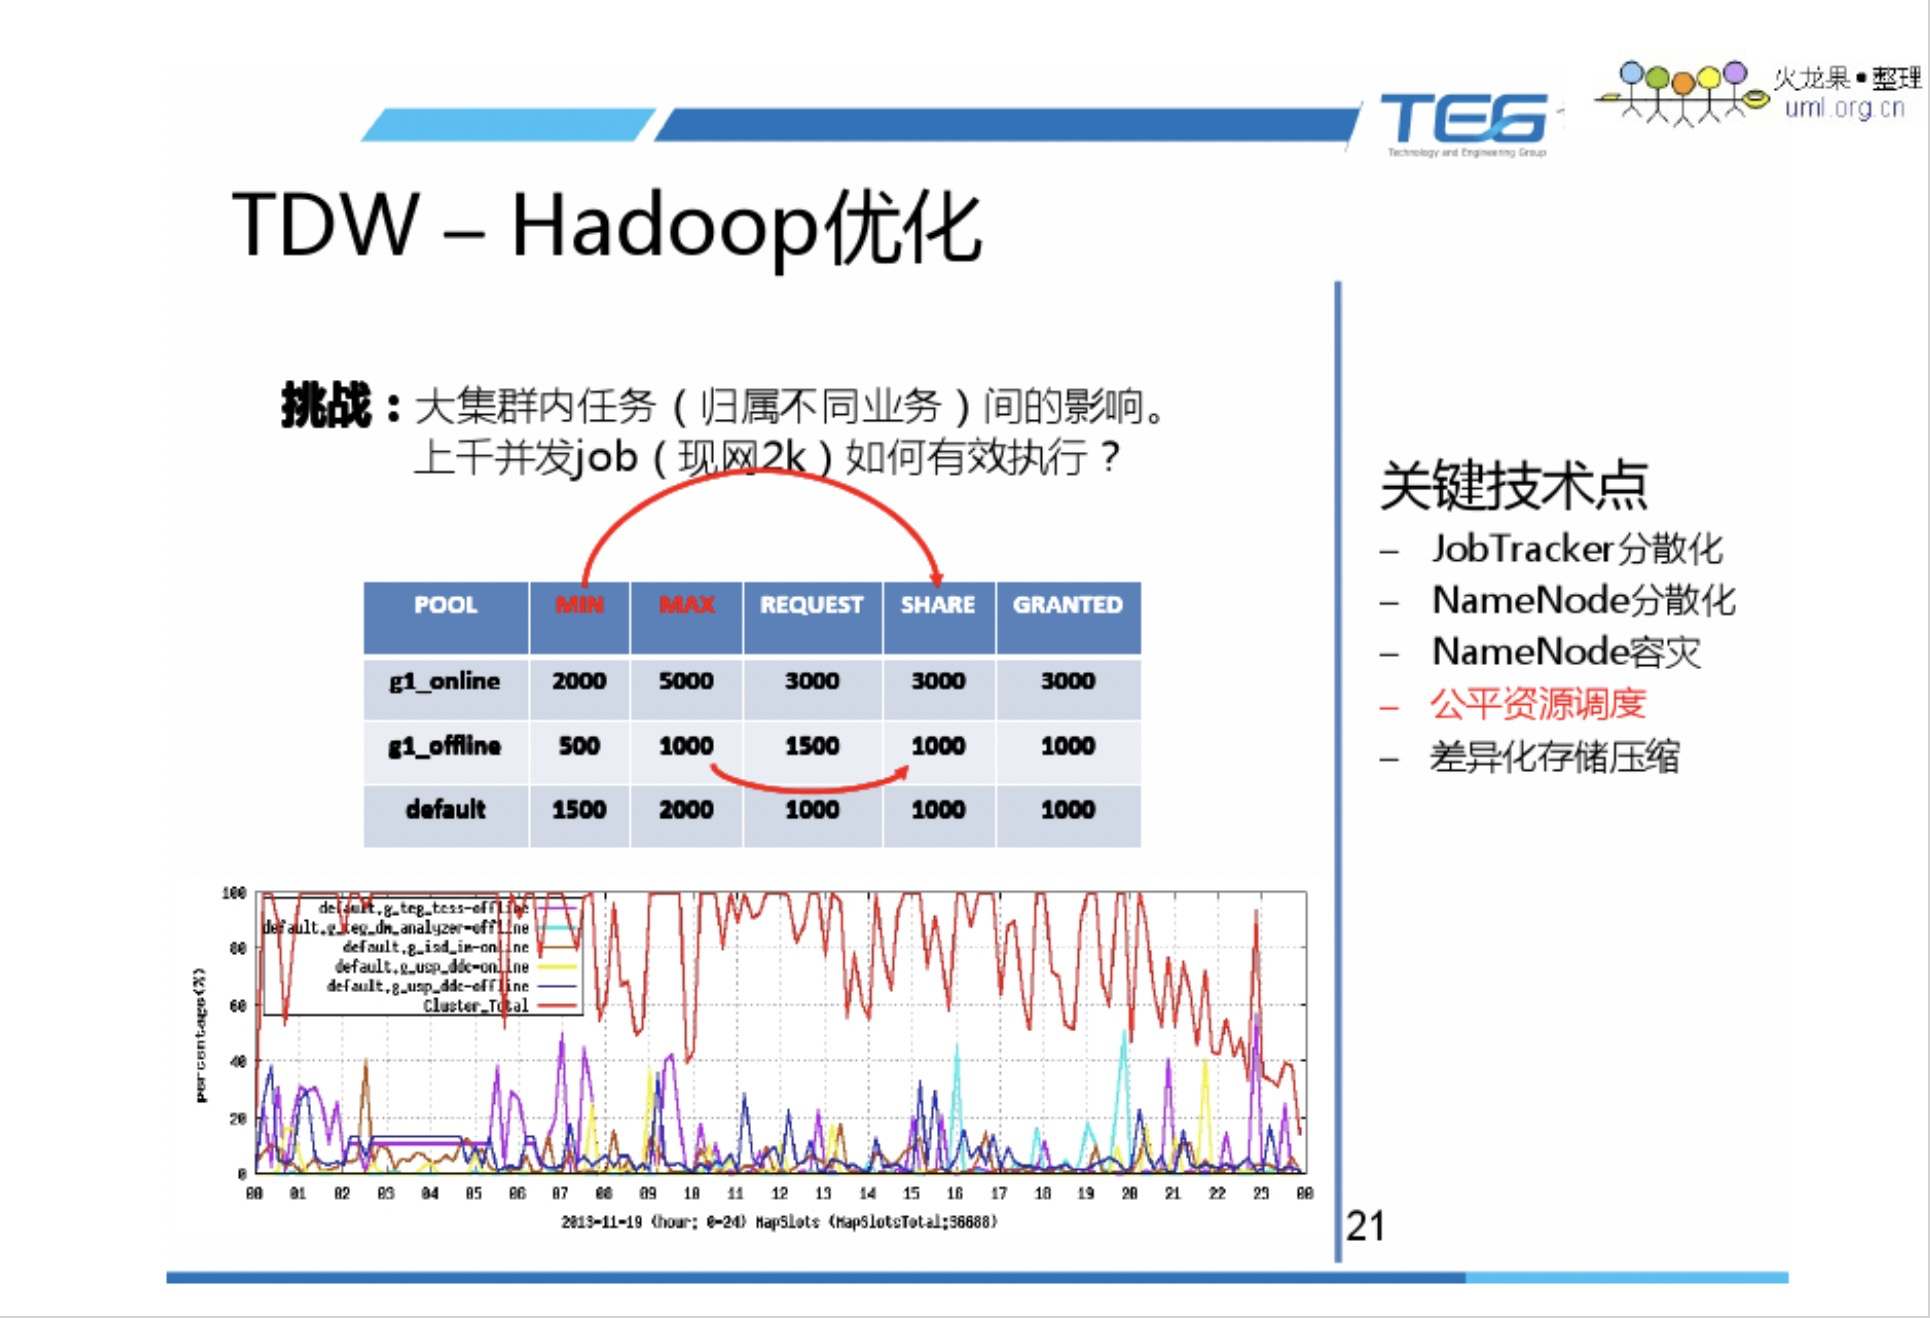 火龙果•整理
uml.org.cn
TEG
Technology and Engineering Group
TDW – Hadoop优化
挑战：大集群内任务（归属不同业务）间的影响。
上千并发job（现网2k）如何有效执行？
POOL MIN MAX REQUEST SHARE GRANTED
g1_online 2000 5000 3000 3000 3000
g1_offline 500 1000 1500 1000 1000
default 1500 2000 1000 1000 1000
关键技术点
– JobTracker分散化
– NameNode分散化
– NameNode容灾
– 公平资源调度
– 差异化存储压缩
percentage(%)
100
80
60
40
20
0
default.g_teg_tcss-offline
default.g_teg_dm_analyzer-offline
default.g_isd_im-online
default.g_usp_ddc-online
default.g_usp_ddc-offline
Cluster_Total
00 01 02 03 04 05 06 07 08 09 10 11 12 13 14 15 16 17 18 19 20 21 22 23 00
2013-11-19 (hour: 0-24) MapSlots (MapSlotsTotal:36688)
21